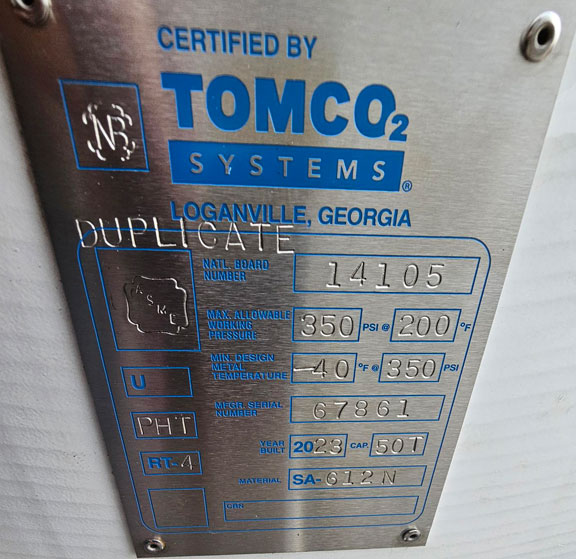 CERTIFIED BY
NB
TOMCO2
SYSTEMS®
LOGANVILLE, GEORGIA
DUPLICATE
NATL. BOARD NUMBER 14105
ASME
MAX. ALLOWABLE WORKING PRESSURE 350 PSI @ 200 °F
MIN. DESIGN METAL TEMPERATURE -40 °F @ 350 PSI
U
MFGR. SERIAL NUMBER 67861
PHT
YEAR BUILT 2023 CAP. 50T
RT-4
MATERIAL SA-612N
CRN